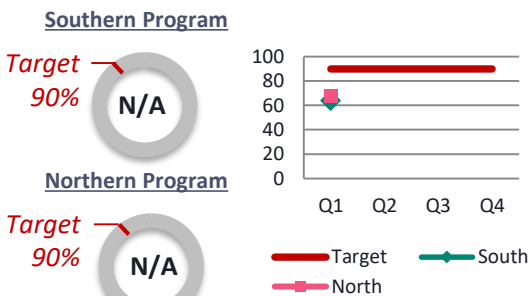 Southern Program
Target
90%
N/A
Northern Program
Target
90%
N/A
100
80
60
40
20
0
Q1 Q2 Q3 Q4
Target South
North